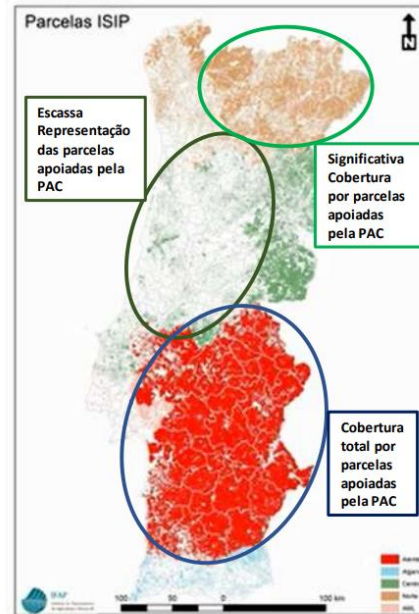 Parcelas ISIP
N
Escassa
Representação
das parcelas
apoiadas pela
PAC
Significativa
Cobertura
por parcelas
apoiadas
pela PAC
Cobertura
total por
parcelas
apoiadas
pela PAC
IFAP
100
50
0
100 km